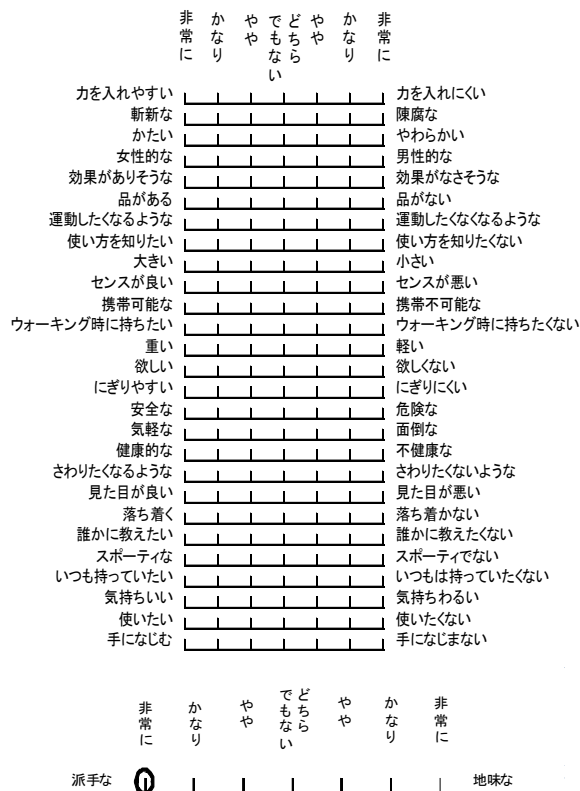 非常に かなり やや どちらでもない やや かなり 非常に
力を入れやすい 力を入れにくい
斬新な 陳腐な
かたい やわらかい
女性的な 男性的な
効果がありそうな 効果がなさそうな
品がある 品がない
運動したくなるような 運動したくなくなるような
使い方を知りたい 使い方を知りたくない
大きい 小さい
センスが良い センスが悪い
携帯可能な 携帯不可能な
ウォーキング時に持ちたい ウォーキング時に持ちたくない
重い 軽い
欲しい 欲しくない
にぎりやすい にぎりにくい
安全な 危険な
気軽な 面倒な
健康的な 不健康な
さわりたくなるような さわりたくないような
見た目が良い 見た目が悪い
落ち着く 落ち着かない
誰かに教えたい 誰かに教えたくない
スポーティな スポーティでない
いつも持っていたい いつもは持っていたくない
気持ちいい 気持ちわるい
使いたい 使いたくない
手になじむ 手になじまない
非常に かなり やや どちらでもない やや かなり 非常に
派手な 地味な